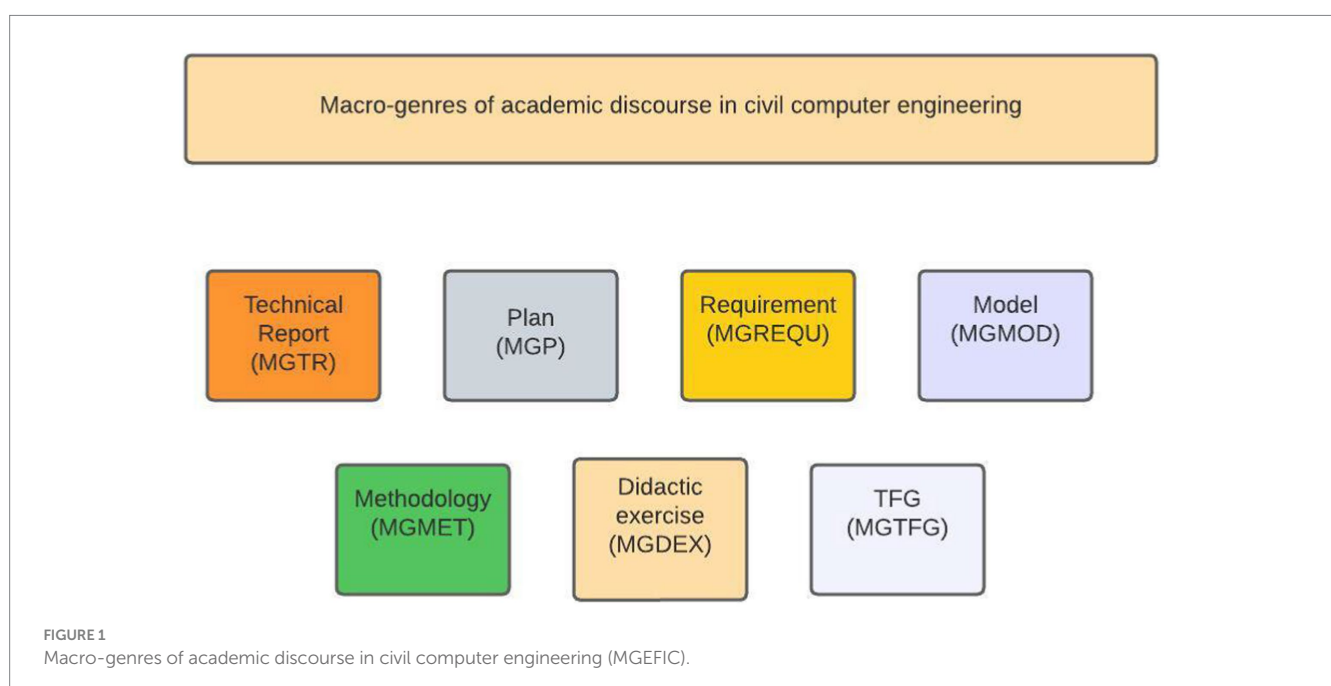 Macro-genres of academic discourse in civil computer engineering
Technical
Report
(MGTR)
Plan
(MGP)
Requirement
(MGREQU)
Model
(MGMOD)
Methodology
(MGMET)
Didactic
exercise
(MGDEX)
TFG
(MGTFG)
FIGURE 1
Macro-genres of academic discourse in civil computer engineering (MGEFIC).